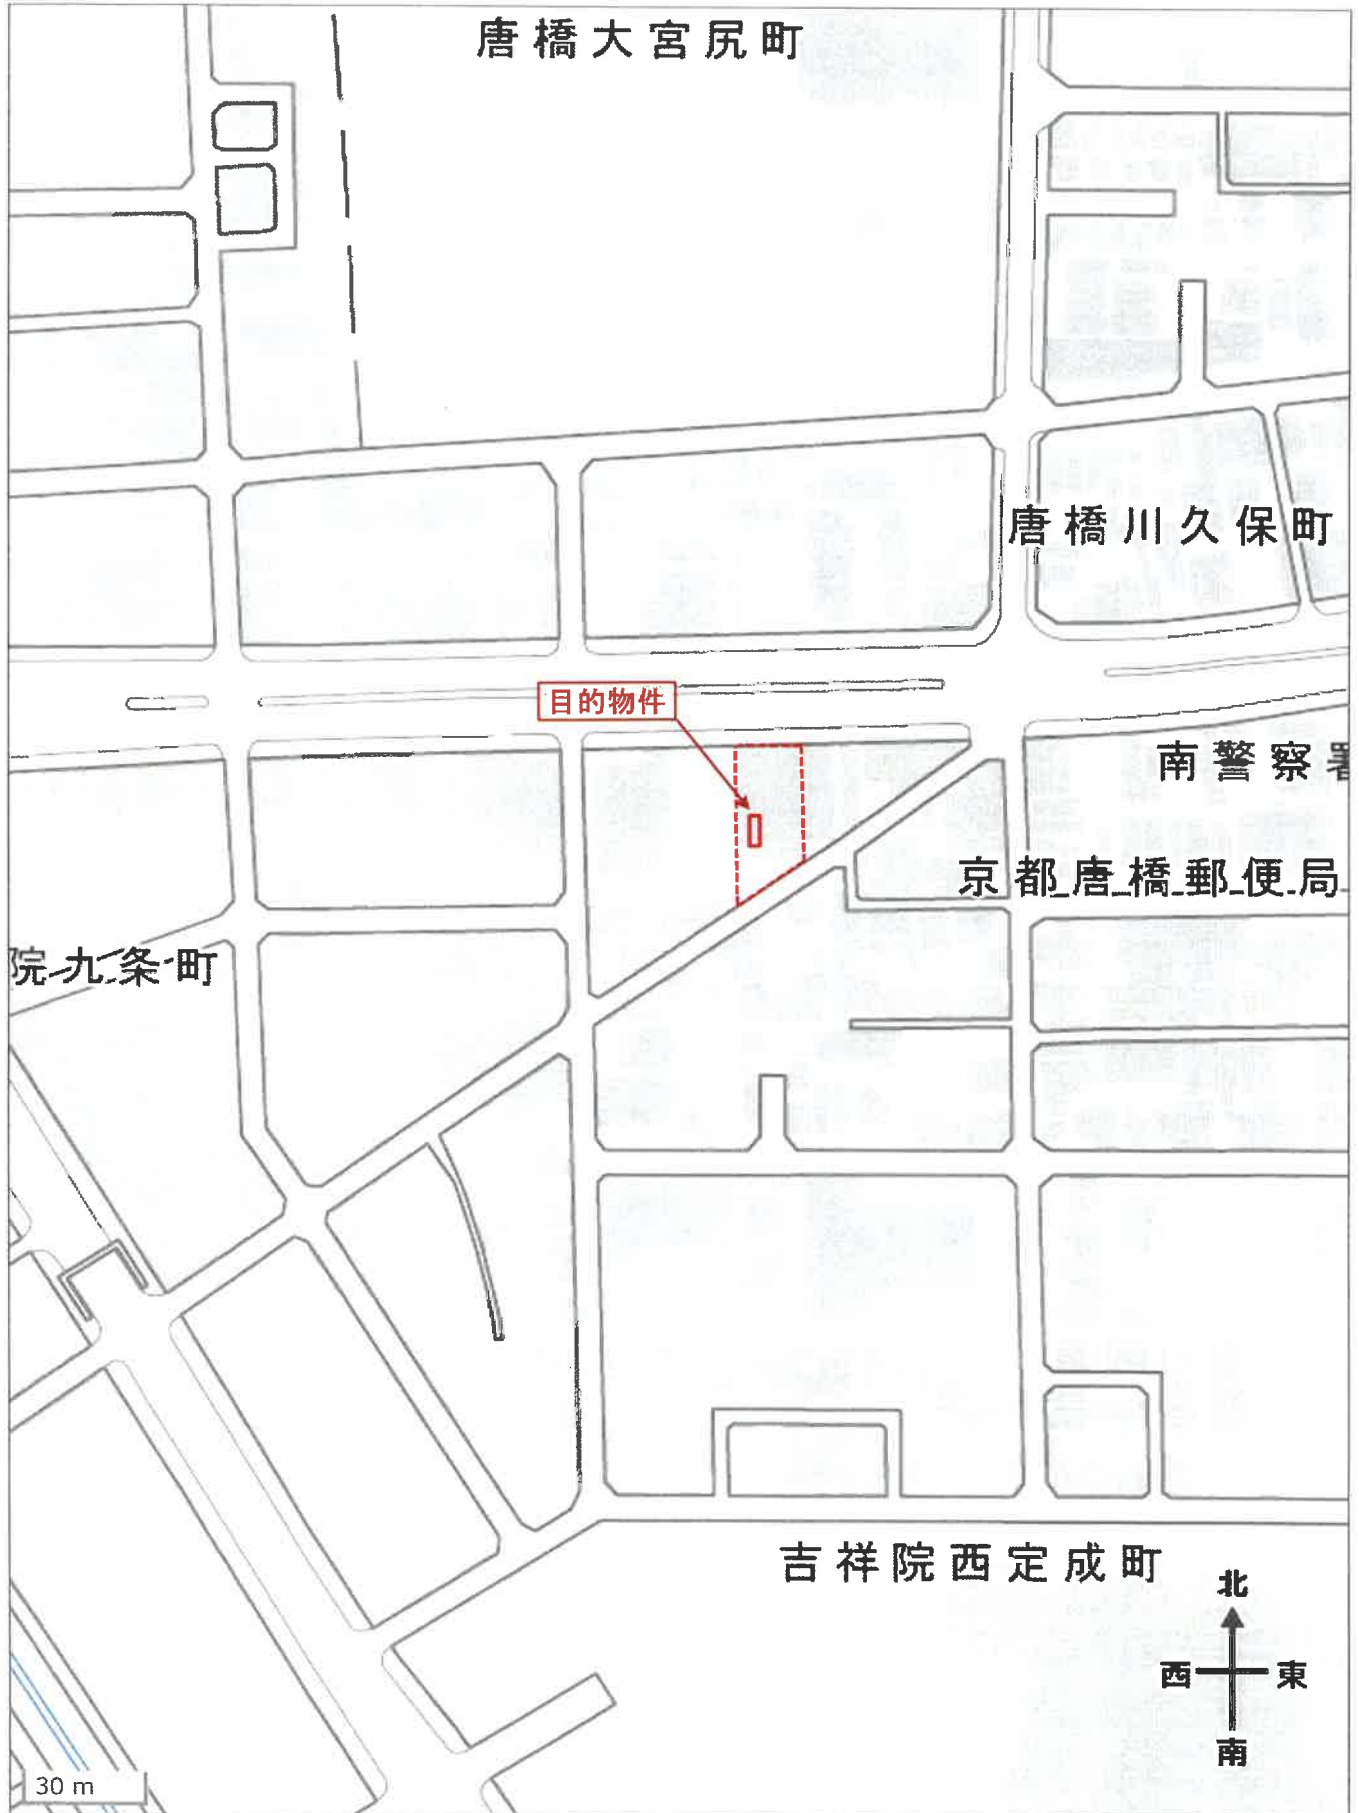 唐橋大宮尻町
唐橋川久保町
目的物件
南警察署
京都唐橋郵便局
院九条町
吉祥院西定成町
北
西 東
南
30 m